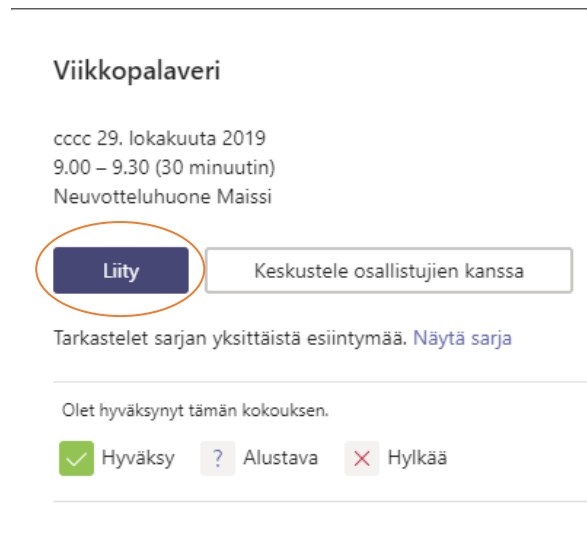 Viikkopalaveri
cccc 29. lokakuuta 2019
9.00 – 9.30 (30 minuutin)
Neuvotteluhuone Maissi
Liity Keskustele osallistujien kanssa
Tarkastelet sarjan yksittäistä esiintymää. Näytä sarja
Olet hyväksynyt tämän kokouksen.
Hyväksy ? Alustava Hylkää